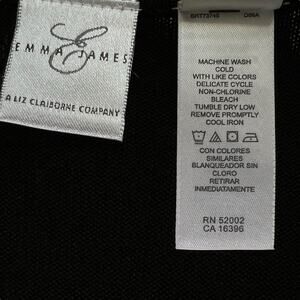 E
EMMA JAMES
A LIZ CLAIBORNE COMPANY
MACHINE WASH
COLD
WITH LIKE COLORS
DELICATE CYCLE
NON-CHLORINE
BLEACH
TUMBLE DRY LOW
REMOVE PROMPTLY
COOL IRON
CON COLORES
SIMILARES
BLANQUEADOR SIN
CLORO
RETIRAR
INMEDIATAMENTE
RN 52002
CA 16396